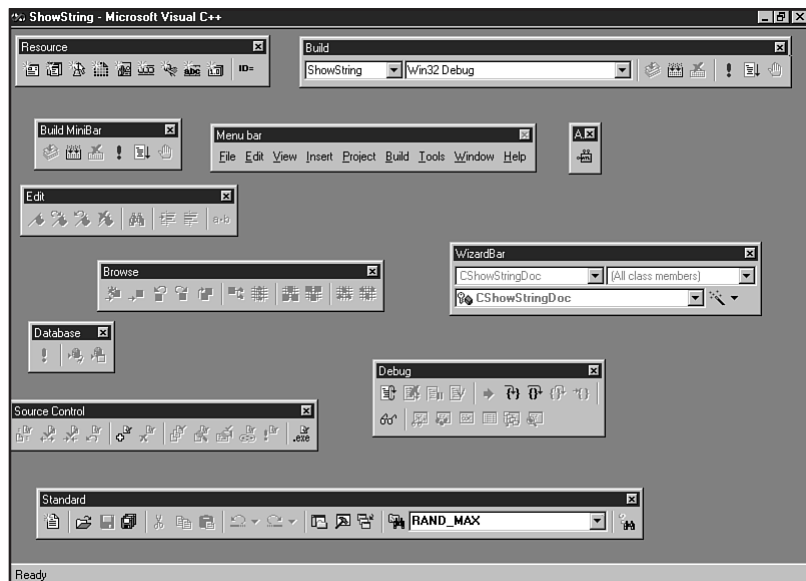 ShowString - Microsoft Visual C++
Resource
ID=
Build
ShowString
Win32 Debug
Build MiniBar
Menu bar
File Edit View Insert Project Build Tools Window Help
A.
Edit
a+b
Browse
WizardBar
CShowStringDoc
(All class members)
CShowStringDoc
Database
Debug
Source Control
.exe
Standard
RAND_MAX
Ready